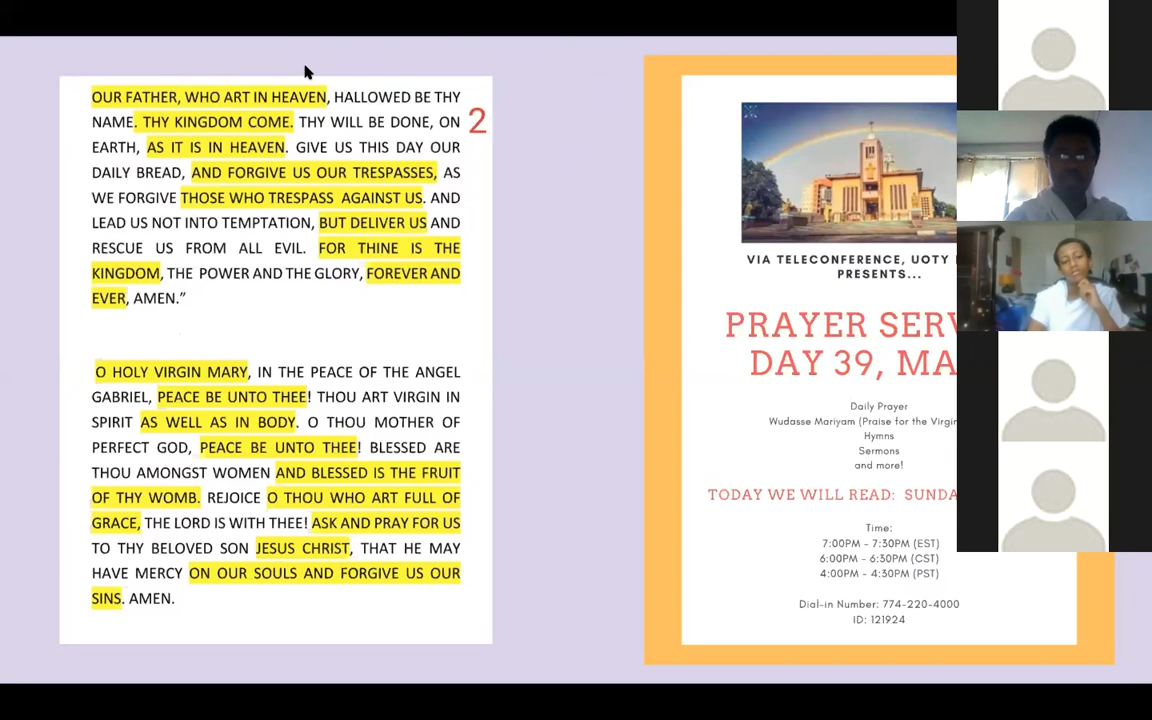 OUR FATHER, WHO ART IN HEAVEN, HALLOWED BE THY
NAME. THY KINGDOM COME. THY WILL BE DONE, ON
EARTH, AS IT IS IN HEAVEN. GIVE US THIS DAY OUR
DAILY BREAD, AND FORGIVE US OUR TRESPASSES, AS
WE FORGIVE THOSE WHO TRESPASS AGAINST US. AND
LEAD US NOT INTO TEMPTATION, BUT DELIVER US AND
RESCUE US FROM ALL EVIL. FOR THINE IS THE
KINGDOM, THE POWER AND THE GLORY, FOREVER AND
EVER, AMEN.”
2
O HOLY VIRGIN MARY, IN THE PEACE OF THE ANGEL
GABRIEL, PEACE BE UNTO THEE! THOU ART VIRGIN IN
SPIRIT AS WELL AS IN BODY. O THOU MOTHER OF
PERFECT GOD, PEACE BE UNTO THEE! BLESSED ARE
THOU AMONGST WOMEN AND BLESSED IS THE FRUIT
OF THY WOMB. REJOICE O THOU WHO ART FULL OF
GRACE, THE LORD IS WITH THEE! ASK AND PRAY FOR US
TO THY BELOVED SON JESUS CHRIST, THAT HE MAY
HAVE MERCY ON OUR SOULS AND FORGIVE US OUR
SINS. AMEN.
VIA TELECONFERENCE, UOTY
PRESENTS...
PRAYER SERV
DAY 39, MA
Daily Prayer
Wudasse Mariyam (Praise for the Virgin
Hymns
Sermons
and more!
TODAY WE WILL READ: SUNDA
Time:
7:00PM - 7:30PM (EST)
6:00PM - 6:30PM (CST)
4:00PM - 4:30PM (PST)
Dial-in Number: 774-220-4000
ID: 121924